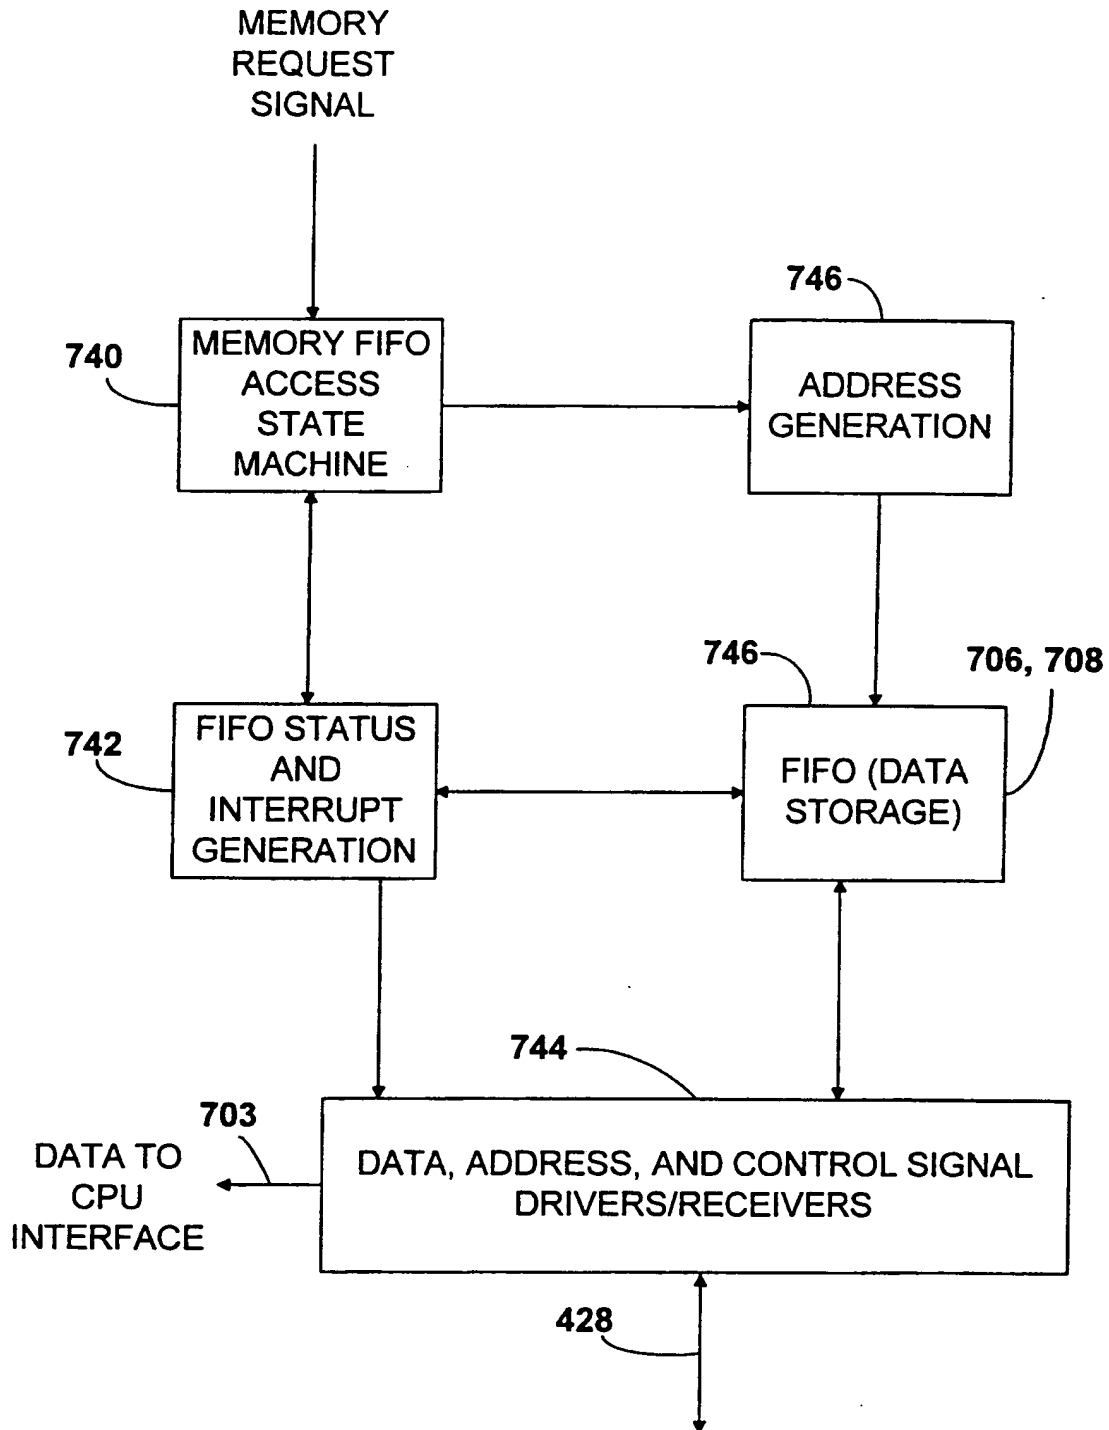 MEMORY
REQUEST
SIGNAL
746
740
MEMORY FIFO
ACCESS
STATE
MACHINE
ADDRESS
GENERATION
746
706, 708
742
FIFO STATUS
AND
INTERRUPT
GENERATION
FIFO (DATA
STORAGE)
744
703
DATA TO
CPU
INTERFACE
DATA, ADDRESS, AND CONTROL SIGNAL
DRIVERS/RECEIVERS
428